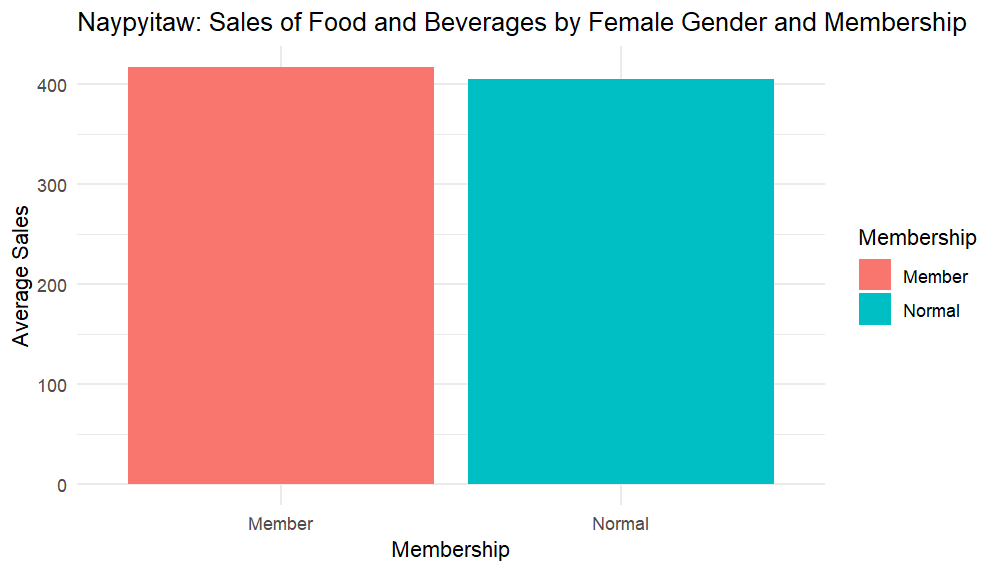 Naypyitaw: Sales of Food and Beverages by Female Gender and Membership
Average Sales
400
300
200
100
0
Member
Normal
Membership
Membership
Member
Normal